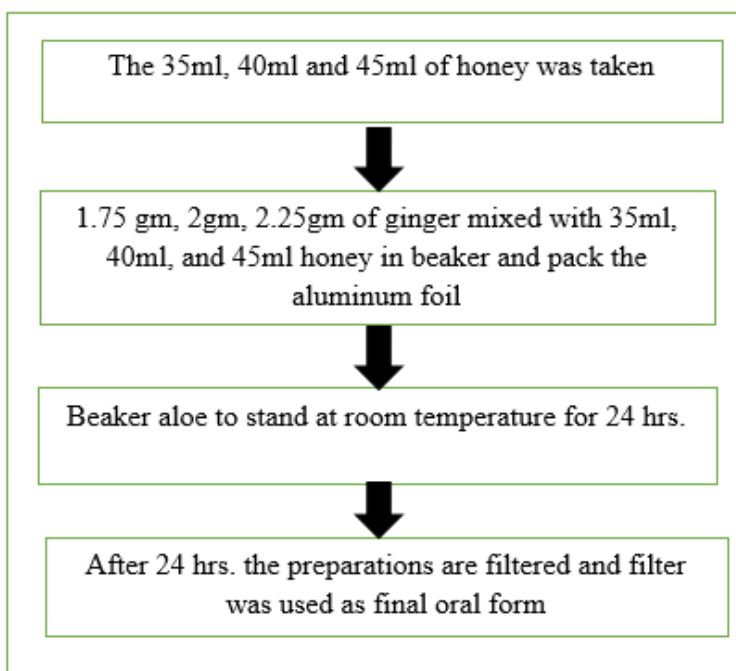 The 35ml, 40ml and 45ml of honey was taken
1.75 gm, 2gm, 2.25gm of ginger mixed with 35ml,
40ml, and 45ml honey in beaker and pack the
aluminum foil
Beaker aloe to stand at room temperature for 24 hrs.
After 24 hrs. the preparations are filtered and filter
was used as final oral form